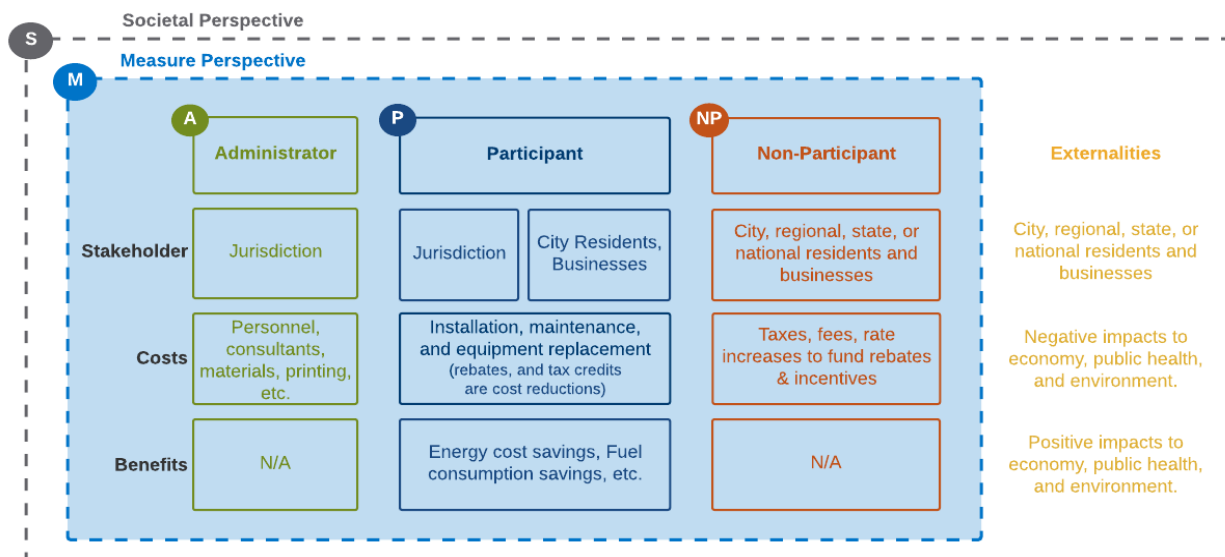 Societal Perspective
S
Measure Perspective
M
A
P
NP
Administrator
Participant
Non-Participant
Externalities
Stakeholder
Jurisdiction
Jurisdiction
City Residents,
Businesses
City, regional, state, or
national residents and
businesses
City, regional, state, or
national residents and
businesses
Costs
Personnel,
consultants,
materials, printing,
etc.
Installation, maintenance,
and equipment replacement
(rebates, and tax credits
are cost reductions)
Taxes, fees, rate
increases to fund rebates
& incentives
Negative impacts to
economy, public health,
and environment.
Benefits
N/A
Energy cost savings, Fuel
consumption savings, etc.
N/A
Positive impacts to
economy, public health,
and environment.